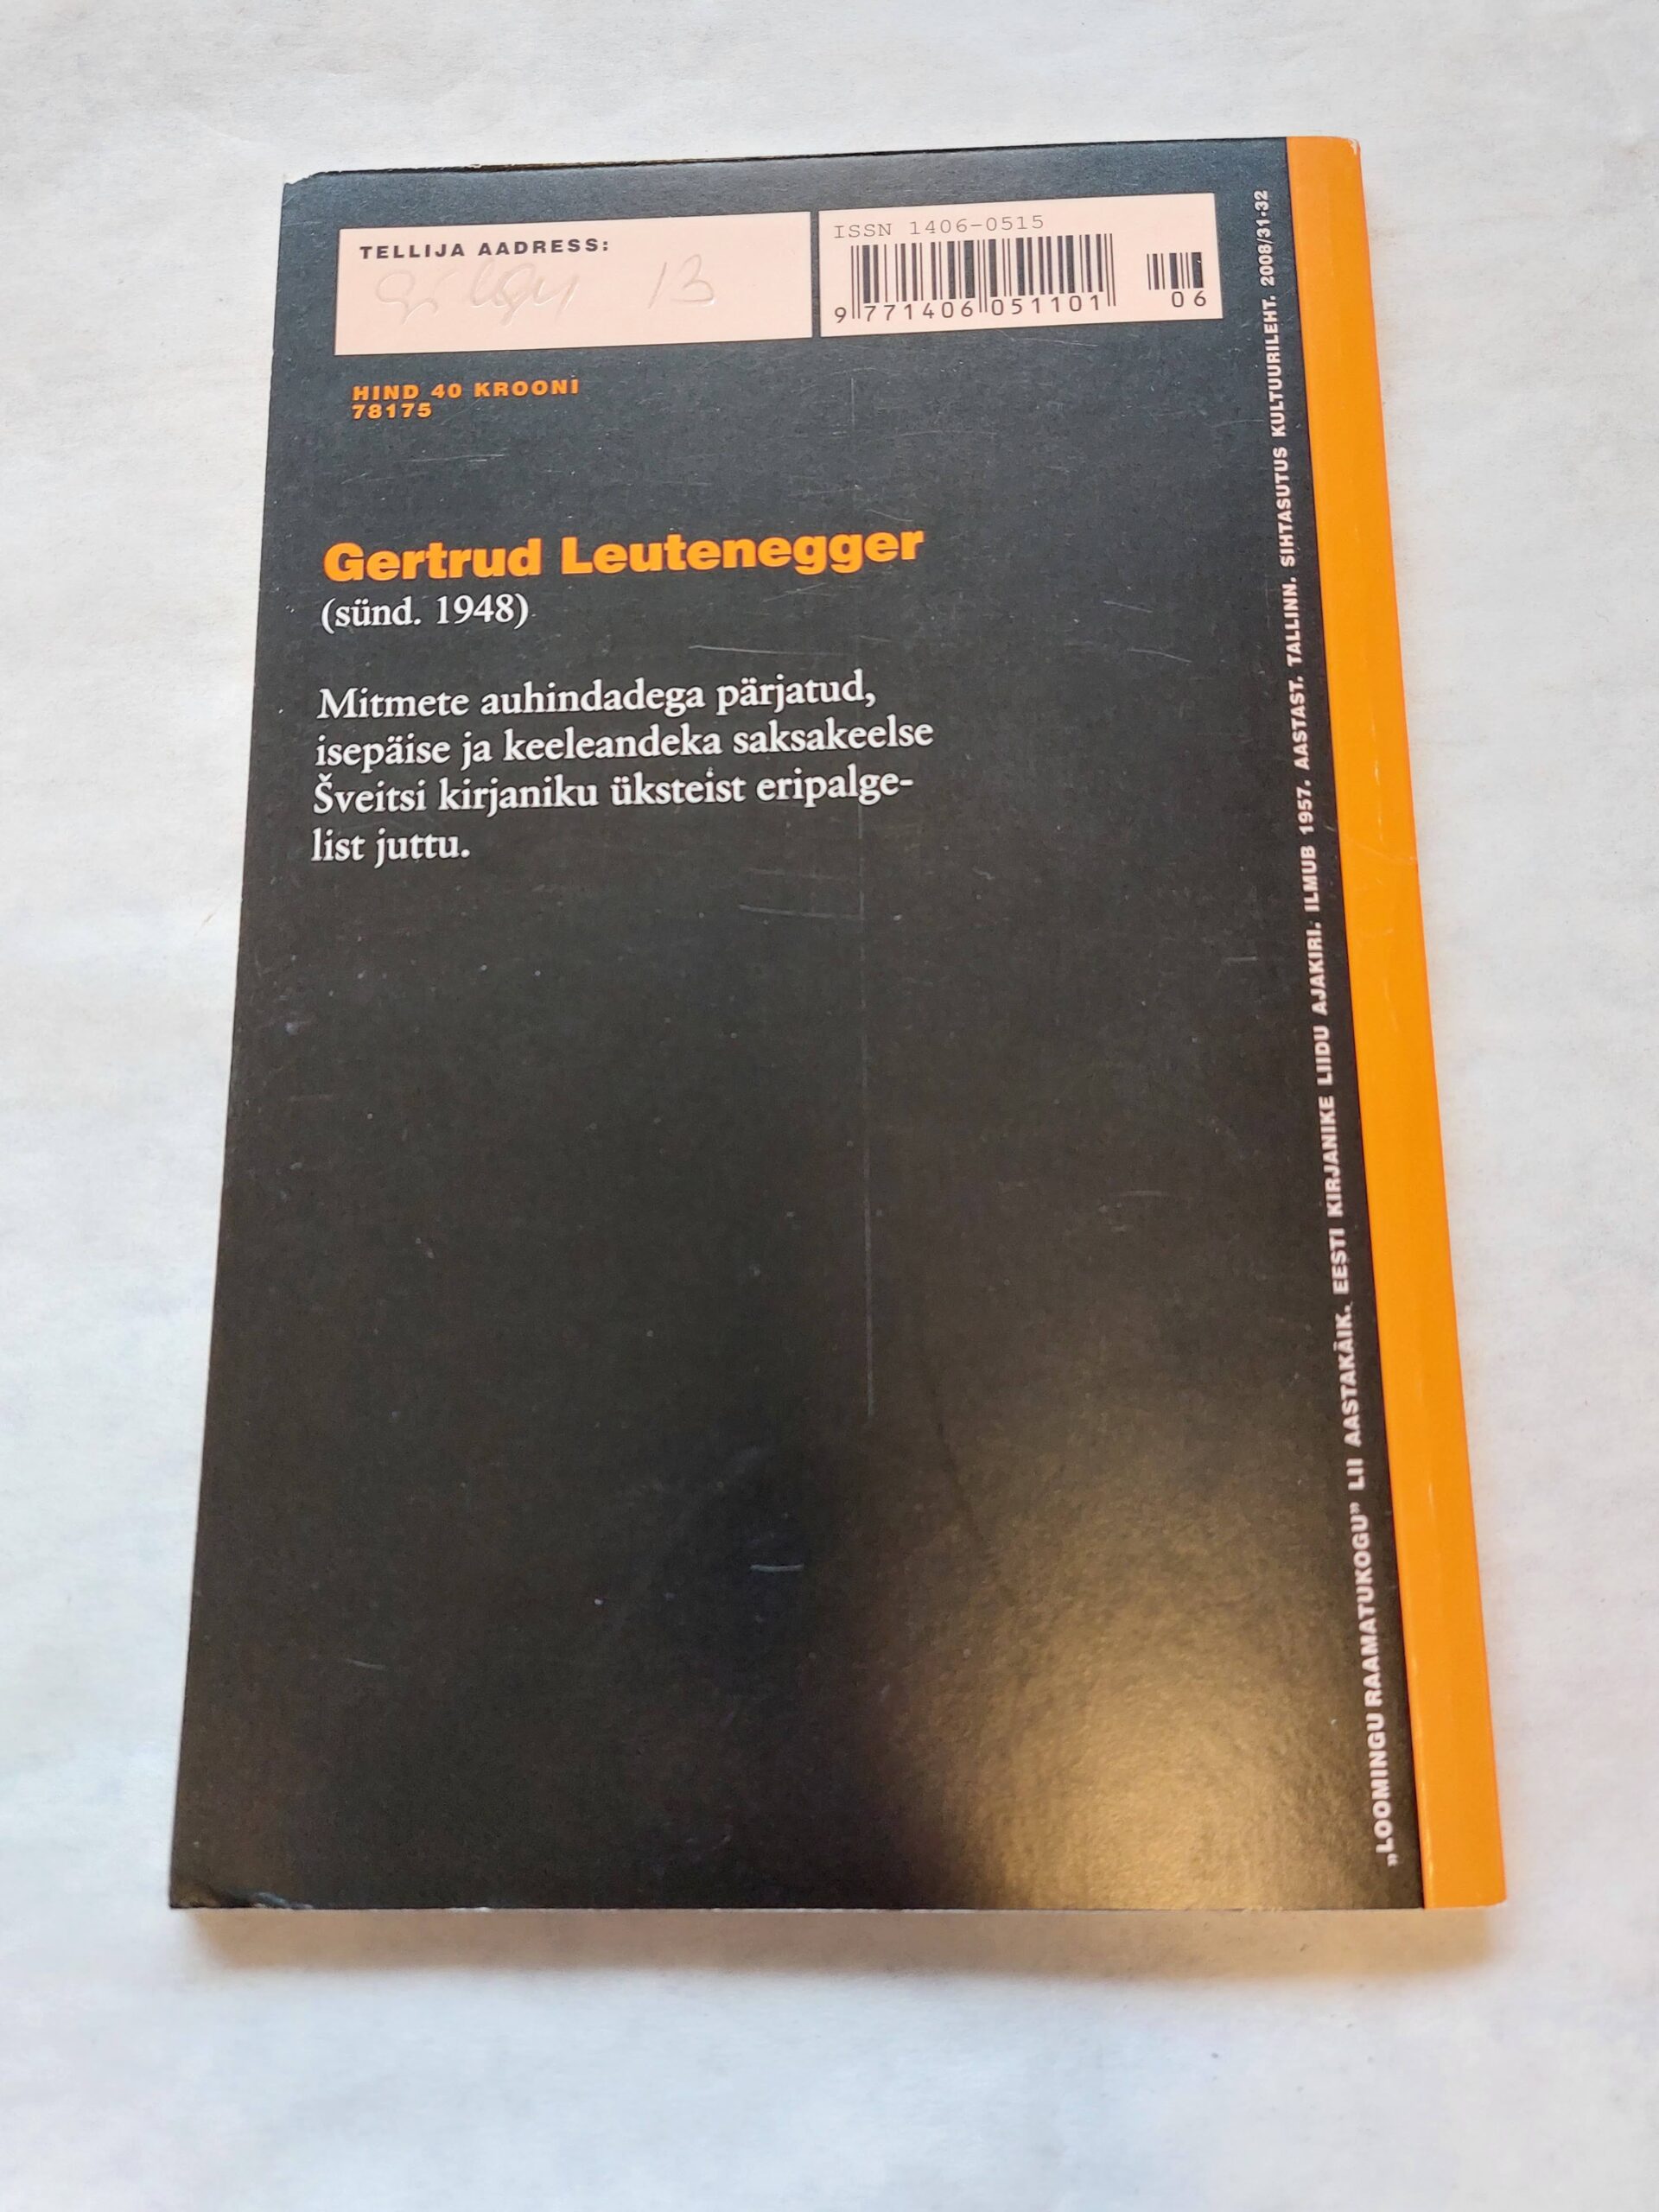 TELLIJA AADRESS:
13
ISSN 1406-0515
9 771406 051101
06
HIND 40 KROONI
78175
Gertrud Leutenegger
(sünd. 1948)
Mitmete auhindadega pärjatud,
isepäise ja keeleandeka saksakeelse
Šveitsi kirjaniku üksteist eripalge-
list juttu.
„LOOMINGU RAAMATUKOGU” LII AASTAKÄIK. EESTI KIRJANIKE LIIDU AJAKIRI. ILMUB 1957. AASTAST. TALLINN. SIHTASUTUS KULTUURILEHT. 2008/31-32